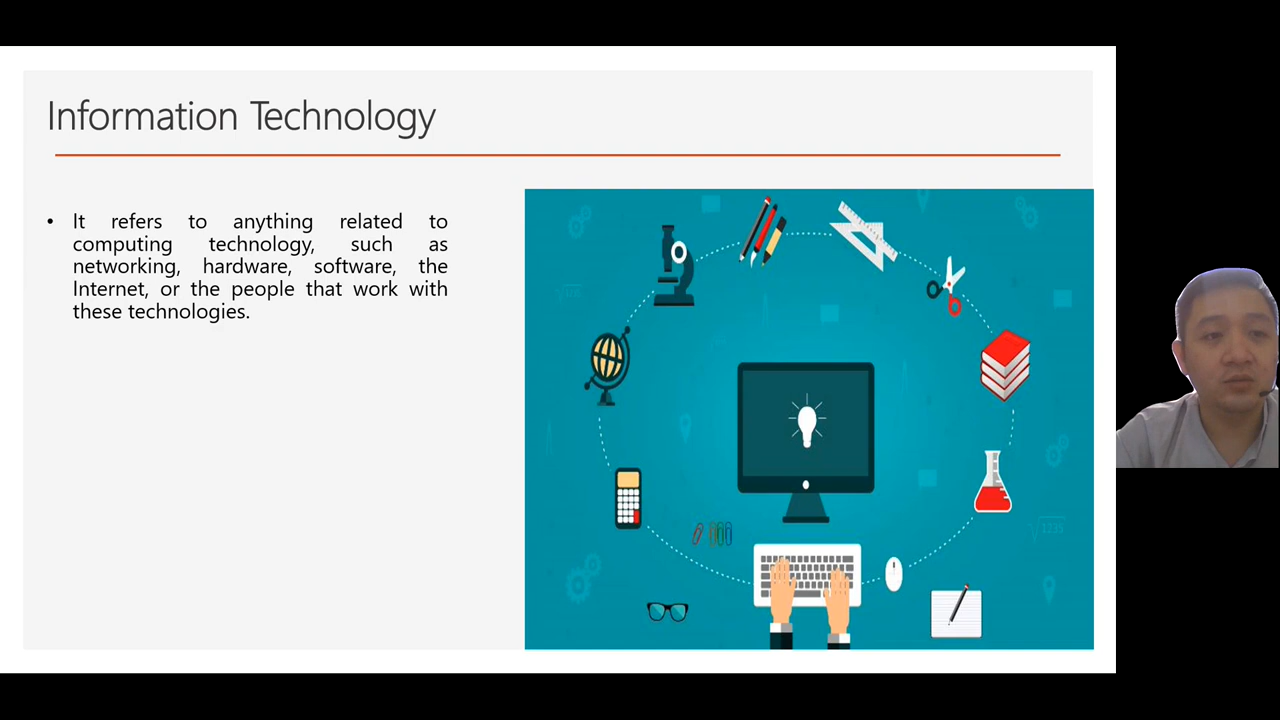 Information Technology
• It refers to anything related to
computing technology, such as
networking, hardware, software, the
Internet, or the people that work with
these technologies.